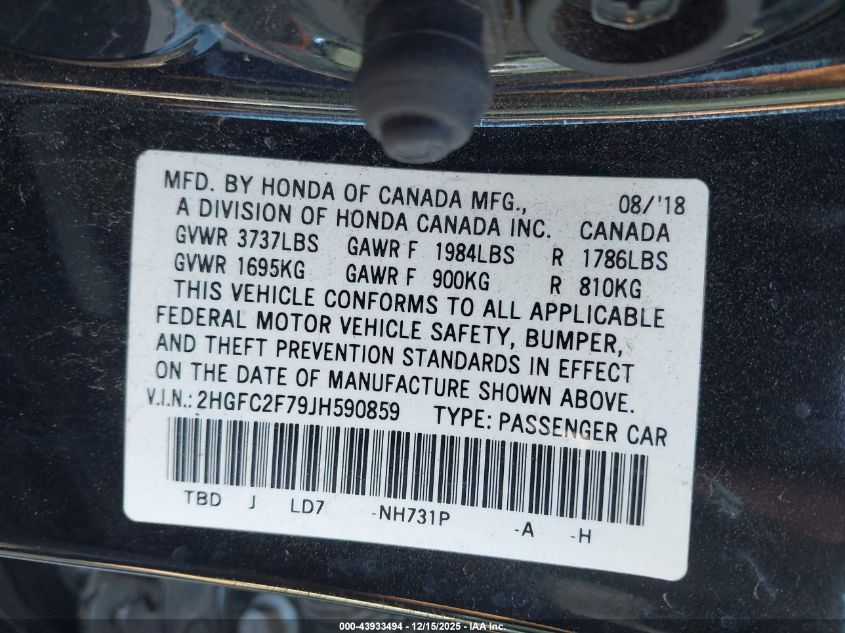 MFD. BY HONDA OF CANADA MFG., 08/'18
A DIVISION OF HONDA CANADA INC. CANADA
GVWR 3737LBS GAWR F 1984LBS R 1786LBS
GVWR 1695KG GAWR F 900KG R 810KG
THIS VEHICLE CONFORMS TO ALL APPLICABLE
FEDERAL MOTOR VEHICLE SAFETY, BUMPER,
AND THEFT PREVENTION STANDARDS IN EFFECT
ON THE DATE OF MANUFACTURE SHOWN ABOVE.
V.I.N.: 2HGFC2F79JH590859 TYPE: PASSENGER CAR
TBD J LD7 -NH731P -A -H
000-43933494 - 12/15/2025 - IAA Inc.